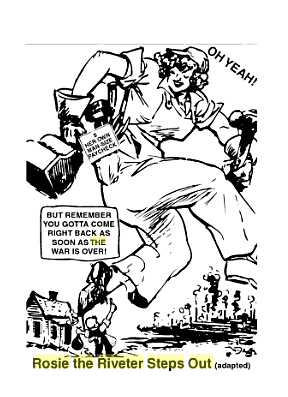 OH YEAH!
$
HER OWN
MAN-SIZE
PAYCHECK
BUT REMEMBER
YOU GOTTA COME
RIGHT BACK AS
SOON AS THE
WAR IS OVER!
Rosie the Riveter Steps Out (adapted)